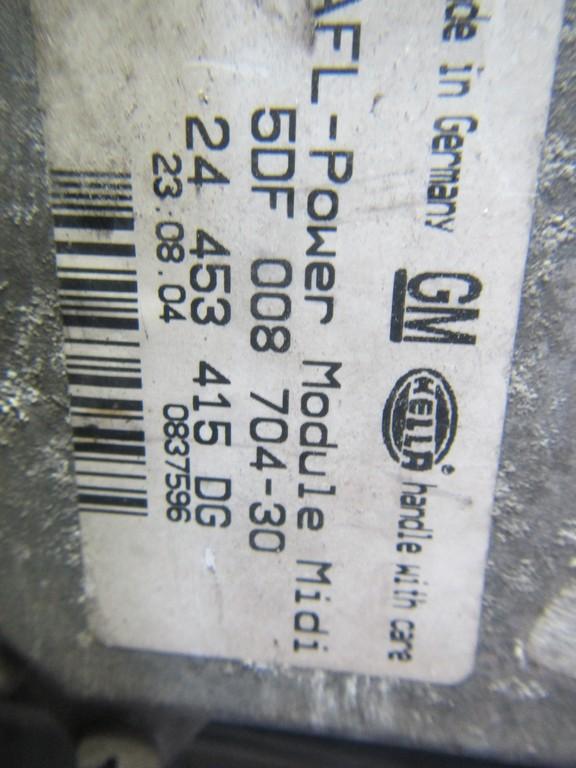 de in Germany GM HELLA® handle with care
AFL-Power Module Midi
5DF 008 704-30
24 453 415 DG
23.08.04 0837596